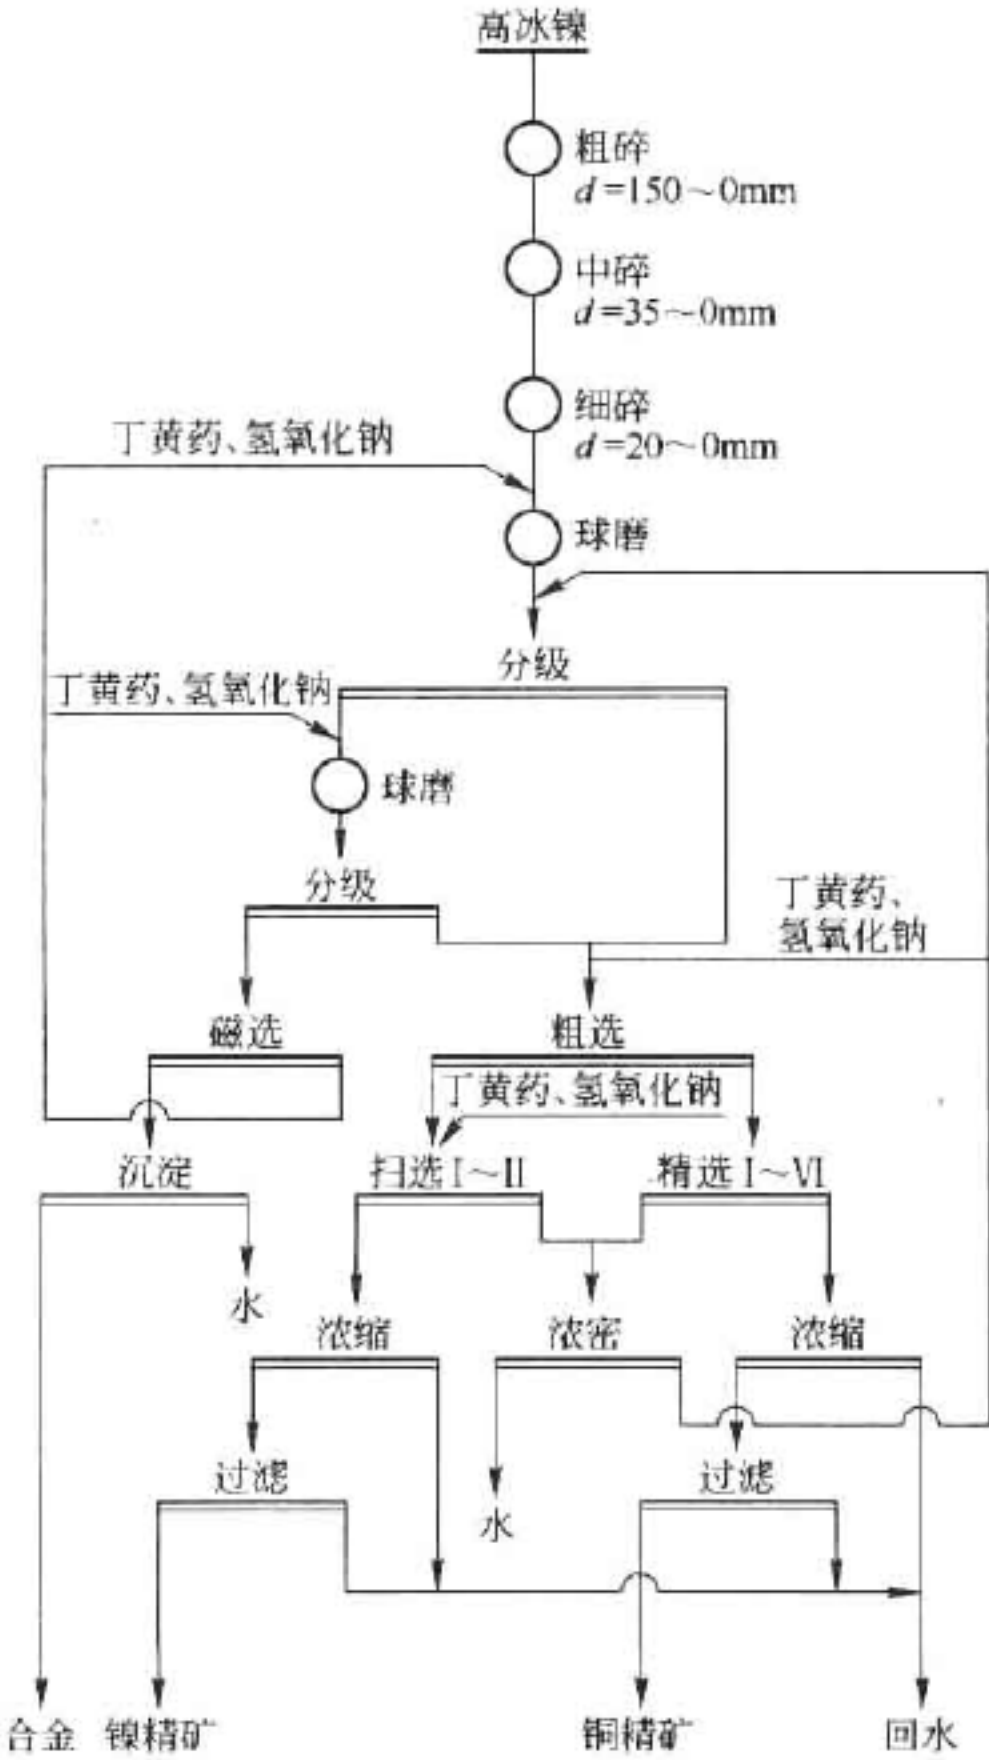 高冰镍
粗碎
d=150～0mm
中碎
d=35～0mm
细碎
d=20～0mm
丁黄药、氢氧化钠
球磨
分级
丁黄药、氢氧化钠
球磨
分级
丁黄药、
氢氧化钠
磁选
粗选
丁黄药、氢氧化钠
沉淀
扫选Ⅰ～Ⅱ
精选Ⅰ～Ⅵ
水
浓缩
浓密
浓缩
过滤
水
过滤
合金
镍精矿
铜精矿
回水